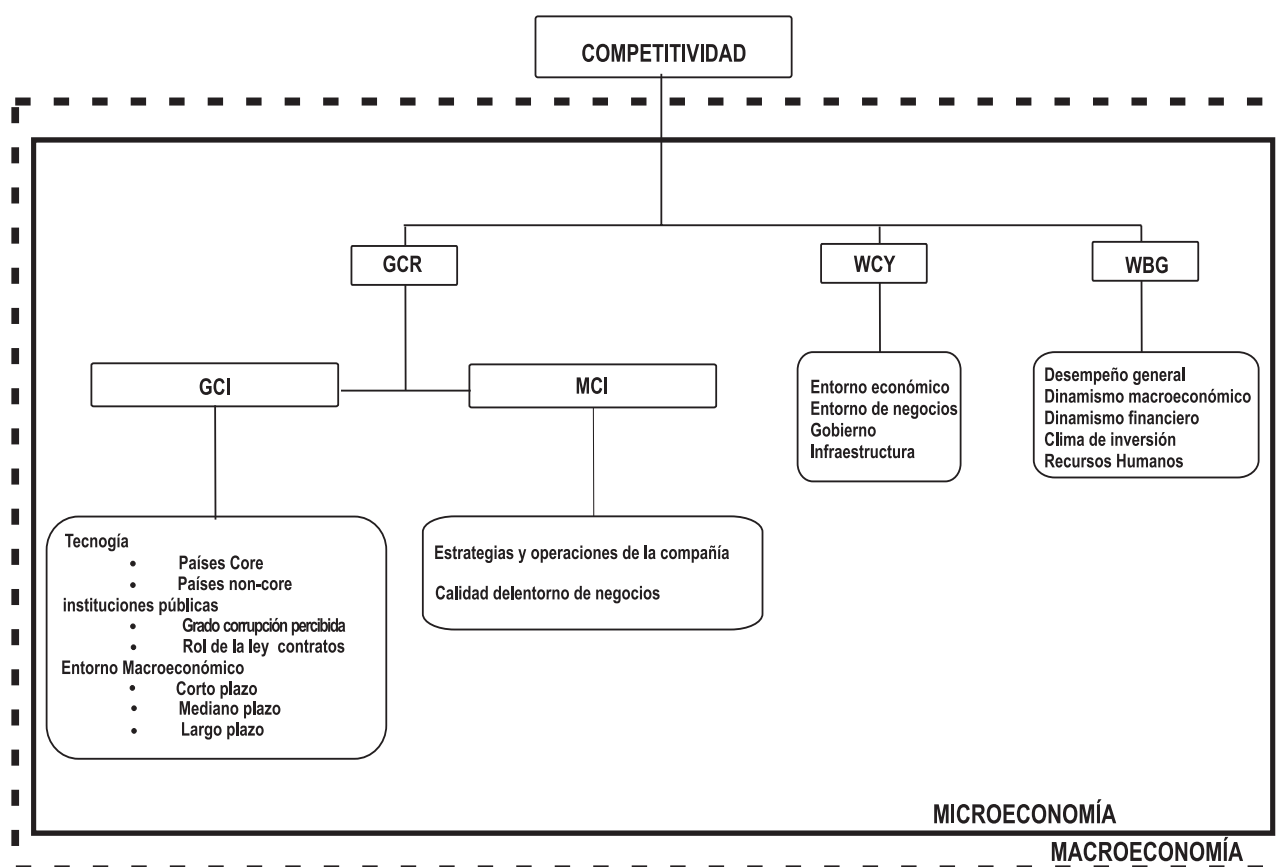 COMPETITIVIDAD
GCR
WCY
WBG
GCI
MCI
Entorno económico
Entorno de negocios
Gobierno
Infraestructura
Desempeño general
Dinamismo macroeconómico
Dinamismo financiero
Clima de inversión
Recursos Humanos
Tecnogía
• Países Core
• Países non-core
instituciones públicas
• Grado corrupción percibida
• Rol de la ley contratos
Entorno Macroeconómico
• Corto plazo
• Mediano plazo
• Largo plazo
Estrategias y operaciones de la compañía
Calidad delentorno de negocios
MICROECONOMÍA
MACROECONOMÍA